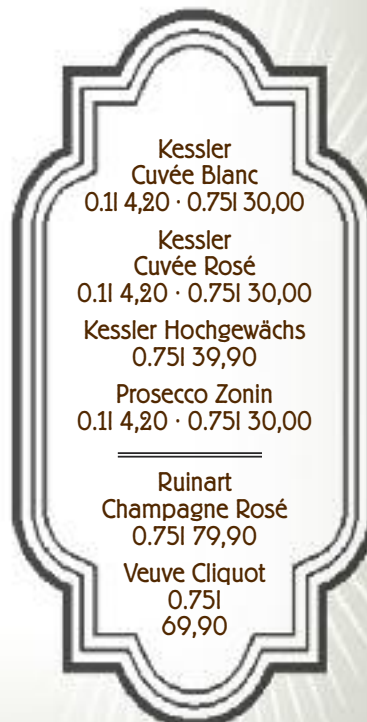 Kessler
Cuvée Blanc
0.1l 4,20 · 0.75l 30,00
Kessler
Cuvée Rosé
0.1l 4,20 · 0.75l 30,00
Kessler Hochgewächs
0.75l 39,90
Prosecco Zonin
0.1l 4,20 · 0.75l 30,00
Ruinart
Champagne Rosé
0.75l 79,90
Veuve Cliquot
0.75l
69,90